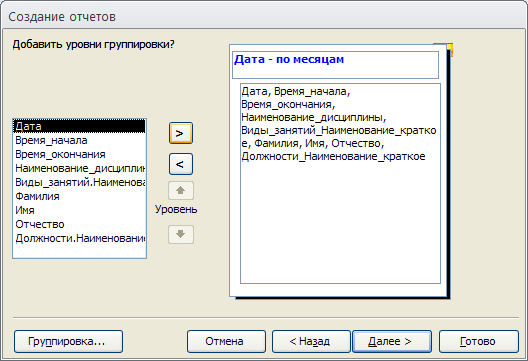 Создание отчетов
Добавить уровни группировки?
Дата - по месяцам
Дата, Время_начала,
Время_окончания,
Наименование_дисциплины,
Виды_занятий_Наименование_кратко
е, Фамилия, Имя, Отчество,
Должности_Наименование_краткое
Дата
Время_начала
Время_окончания
Наименование_дисциплин
Виды_занятий.Наименова
Фамилия
Имя
Отчество
Должности.Наименование
>
<
Уровень
Группировка...
Отмена
< Назад
Далее >
Готово